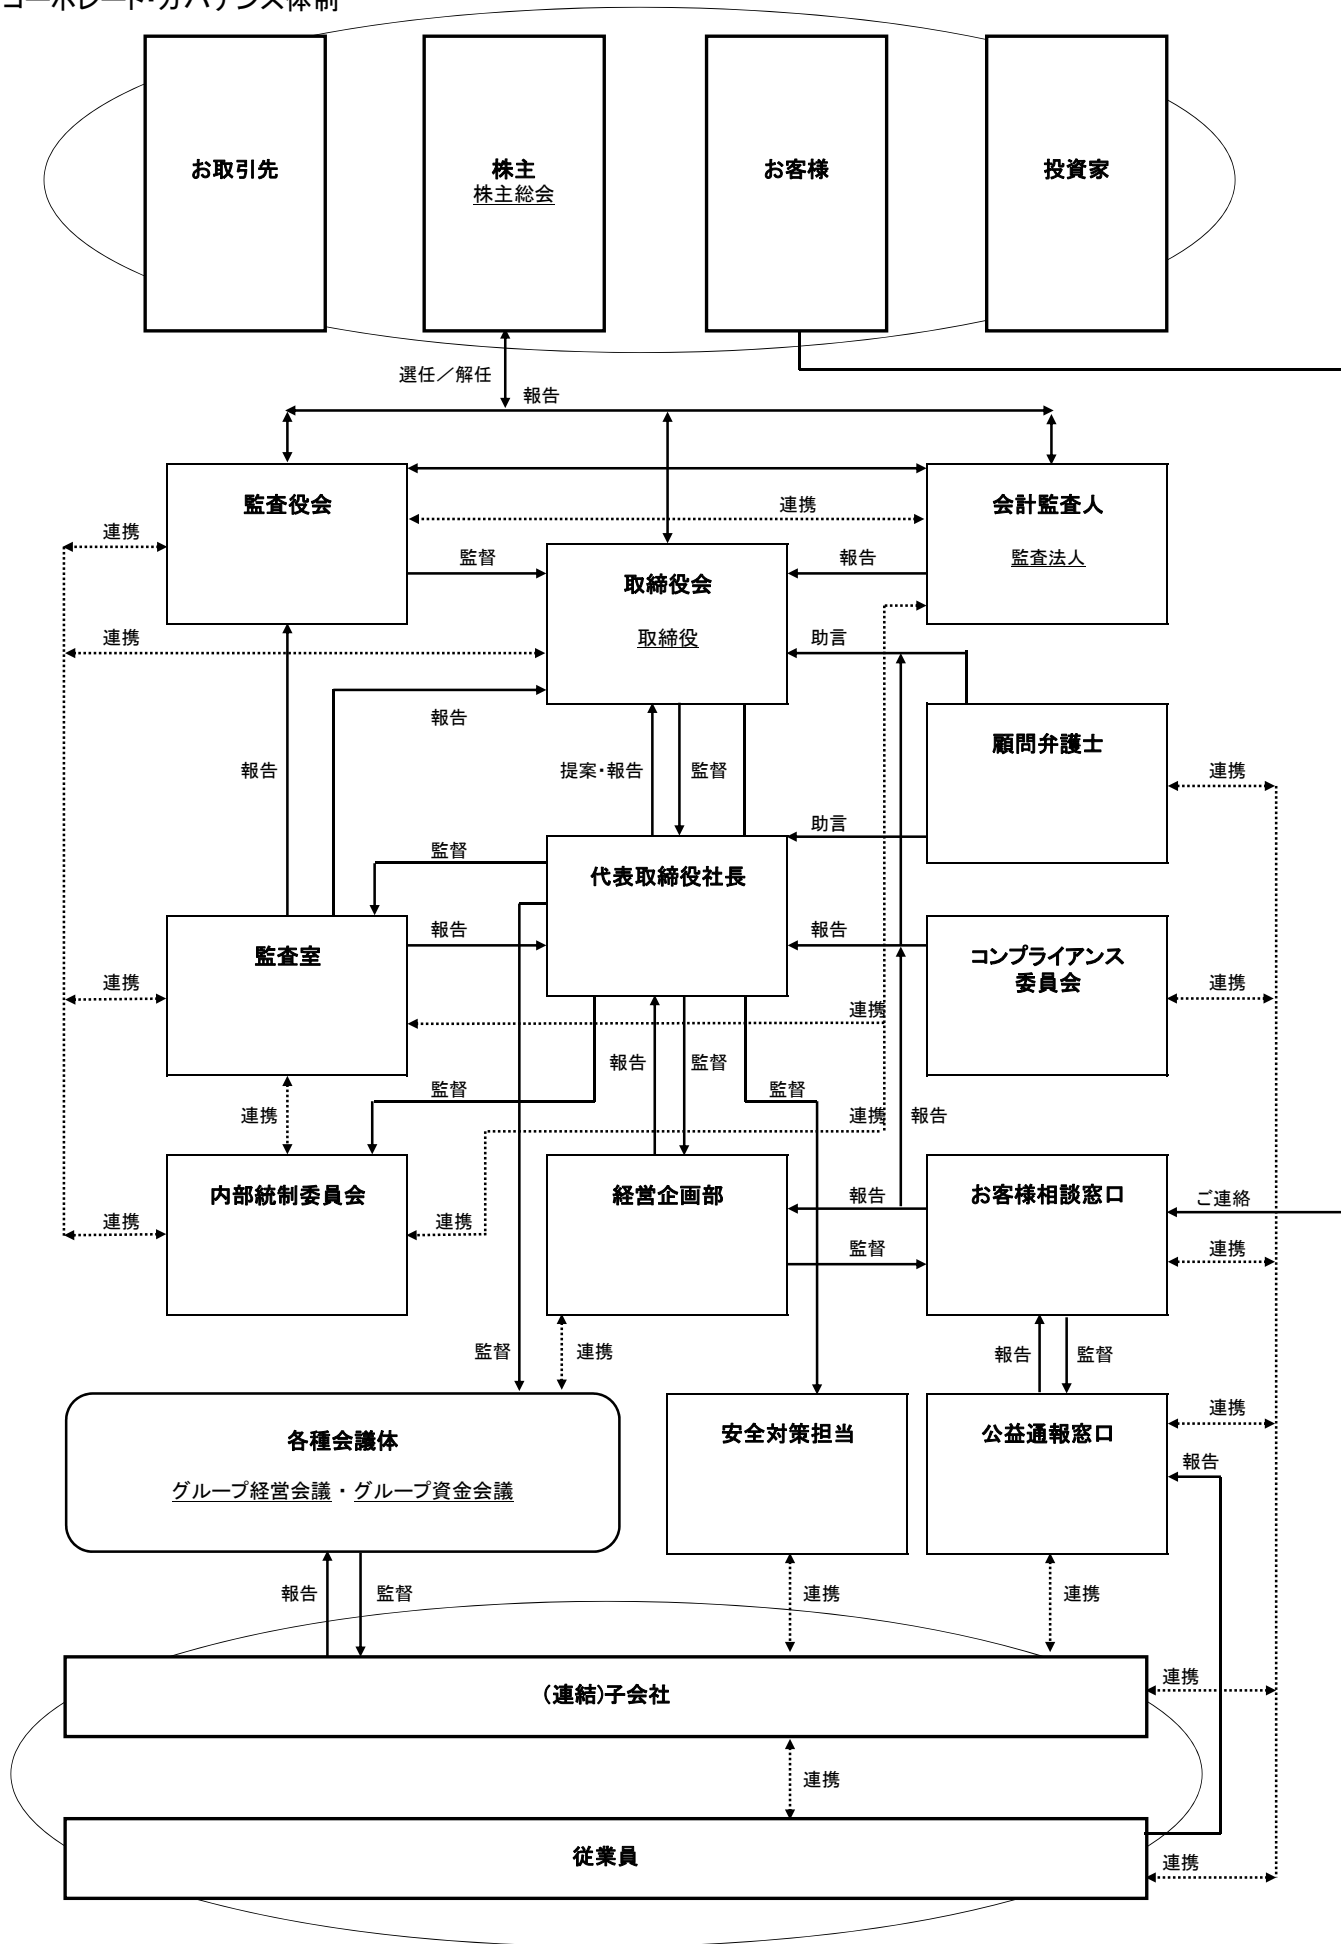 コーポレート・ガバナンス体制
お取引先
株主
株主総会
お客様
投資家
選任／解任
報告
監査役会
会計監査人
監査法人
連携
連携
監督
報告
取締役会
取締役
連携
助言
報告
顧問弁護士
報告
提案・報告
監督
連携
助言
監督
代表取締役社長
監査室
報告
報告
コンプライアンス
委員会
連携
連携
連携
報告
監督
監督
監督
連携
連携
報告
内部統制委員会
経営企画部
お客様相談窓口
報告
ご連絡
連携
連携
監督
連携
監督
連携
報告
監督
各種会議体
グループ経営会議・グループ資金会議
安全対策担当
公益通報窓口
連携
報告
報告
監督
連携
連携
(連結)子会社
連携
連携
従業員
連携